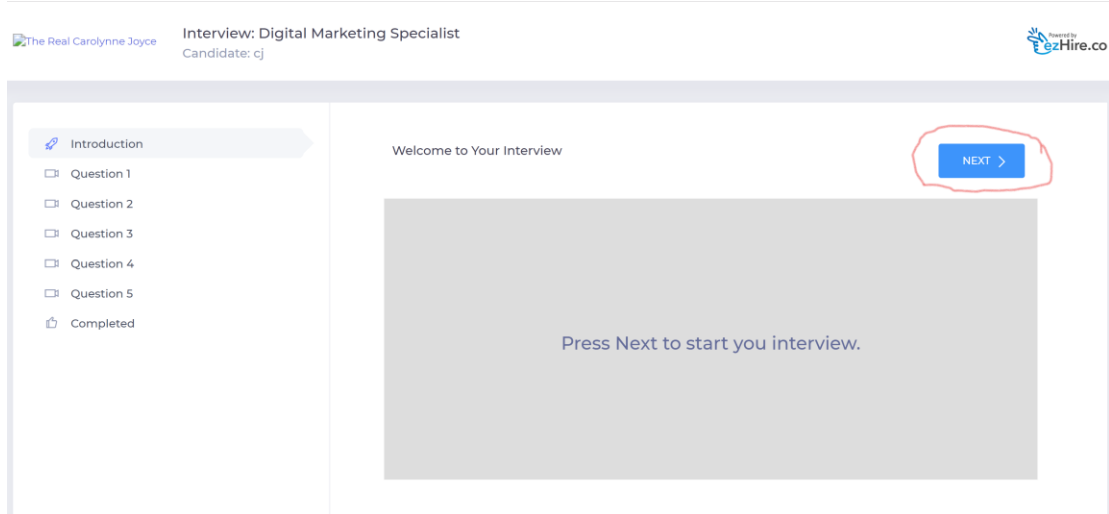 The Real Carolynne Joyce
Interview: Digital Marketing Specialist
Candidate: cj
Powered by
ezHire.co
Introduction
Question 1
Question 2
Question 3
Question 4
Question 5
Completed
Welcome to Your Interview
NEXT
Press Next to start you interview.